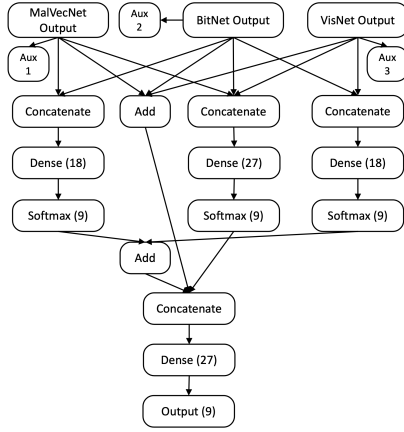 MalVecNet
Output
Aux
2
BitNet Output
VisNet Output
Aux
1
Aux
3
Concatenate
Add
Concatenate
Concatenate
Dense (18)
Dense (27)
Dense (18)
Softmax (9)
Softmax (9)
Softmax (9)
Add
Concatenate
Dense (27)
Output (9)